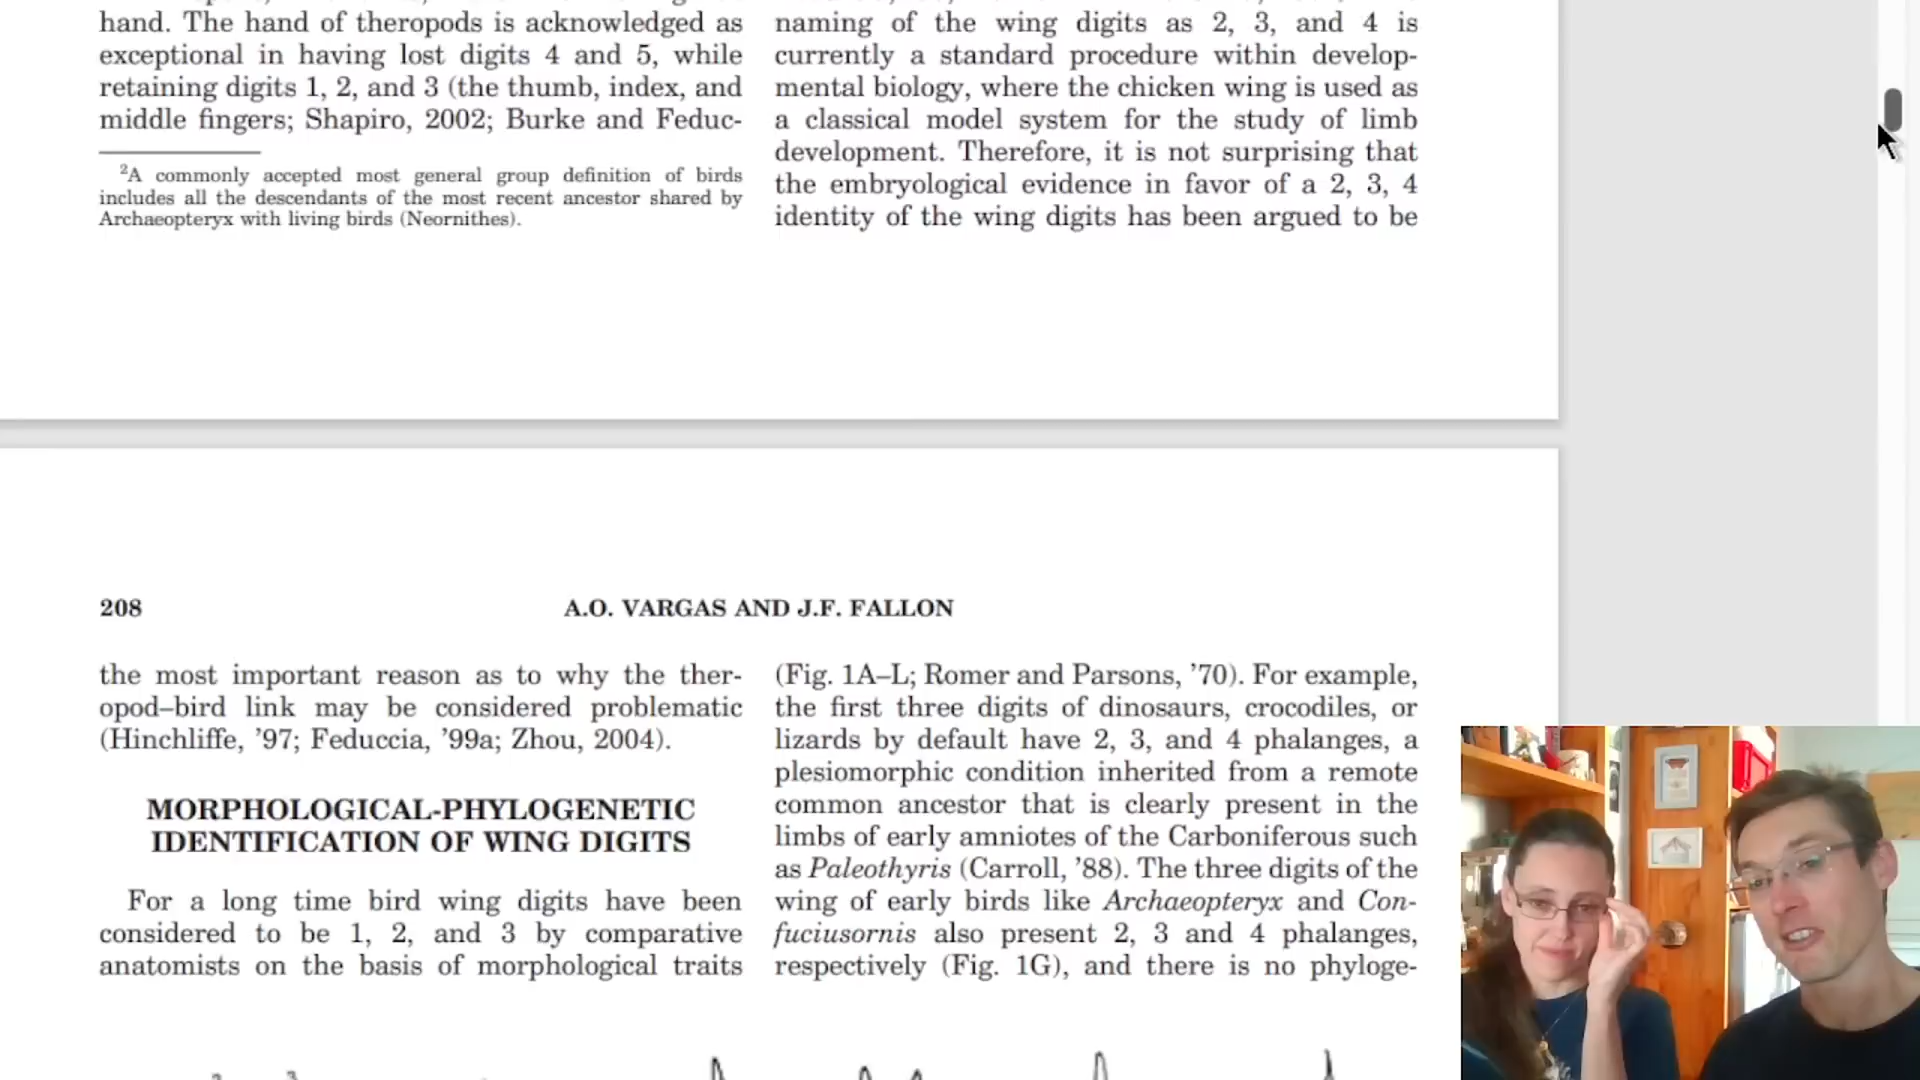 hand. The hand of theropods is acknowledged as
exceptional in having lost digits 4 and 5, while
retaining digits 1, 2, and 3 (the thumb, index, and
middle fingers; Shapiro, 2002; Burke and Feduc-
²A commonly accepted most general group definition of birds
includes all the descendants of the most recent ancestor shared by
Archaeopteryx with living birds (Neornithes).
naming of the wing digits as 2, 3, and 4 is
currently a standard procedure within develop-
mental biology, where the chicken wing is used as
a classical model system for the study of limb
development. Therefore, it is not surprising that
the embryological evidence in favor of a 2, 3, 4
identity of the wing digits has been argued to be
208
A.O. VARGAS AND J.F. FALLON
the most important reason as to why the ther-
opod–bird link may be considered problematic
(Hinchliffe, ’97; Feduccia, ’99a; Zhou, 2004).
MORPHOLOGICAL-PHYLOGENETIC
IDENTIFICATION OF WING DIGITS
For a long time bird wing digits have been
considered to be 1, 2, and 3 by comparative
anatomists on the basis of morphological traits
(Fig. 1A–L; Romer and Parsons, ’70). For example,
the first three digits of dinosaurs, crocodiles, or
lizards by default have 2, 3, and 4 phalanges, a
plesiomorphic condition inherited from a remote
common ancestor that is clearly present in the
limbs of early amniotes of the Carboniferous such
as Paleothyris (Carroll, ’88). The three digits of the
wing of early birds like Archaeopteryx and Con-
fuciusornis also present 2, 3 and 4 phalanges,
respectively (Fig. 1G), and there is no phyloge-